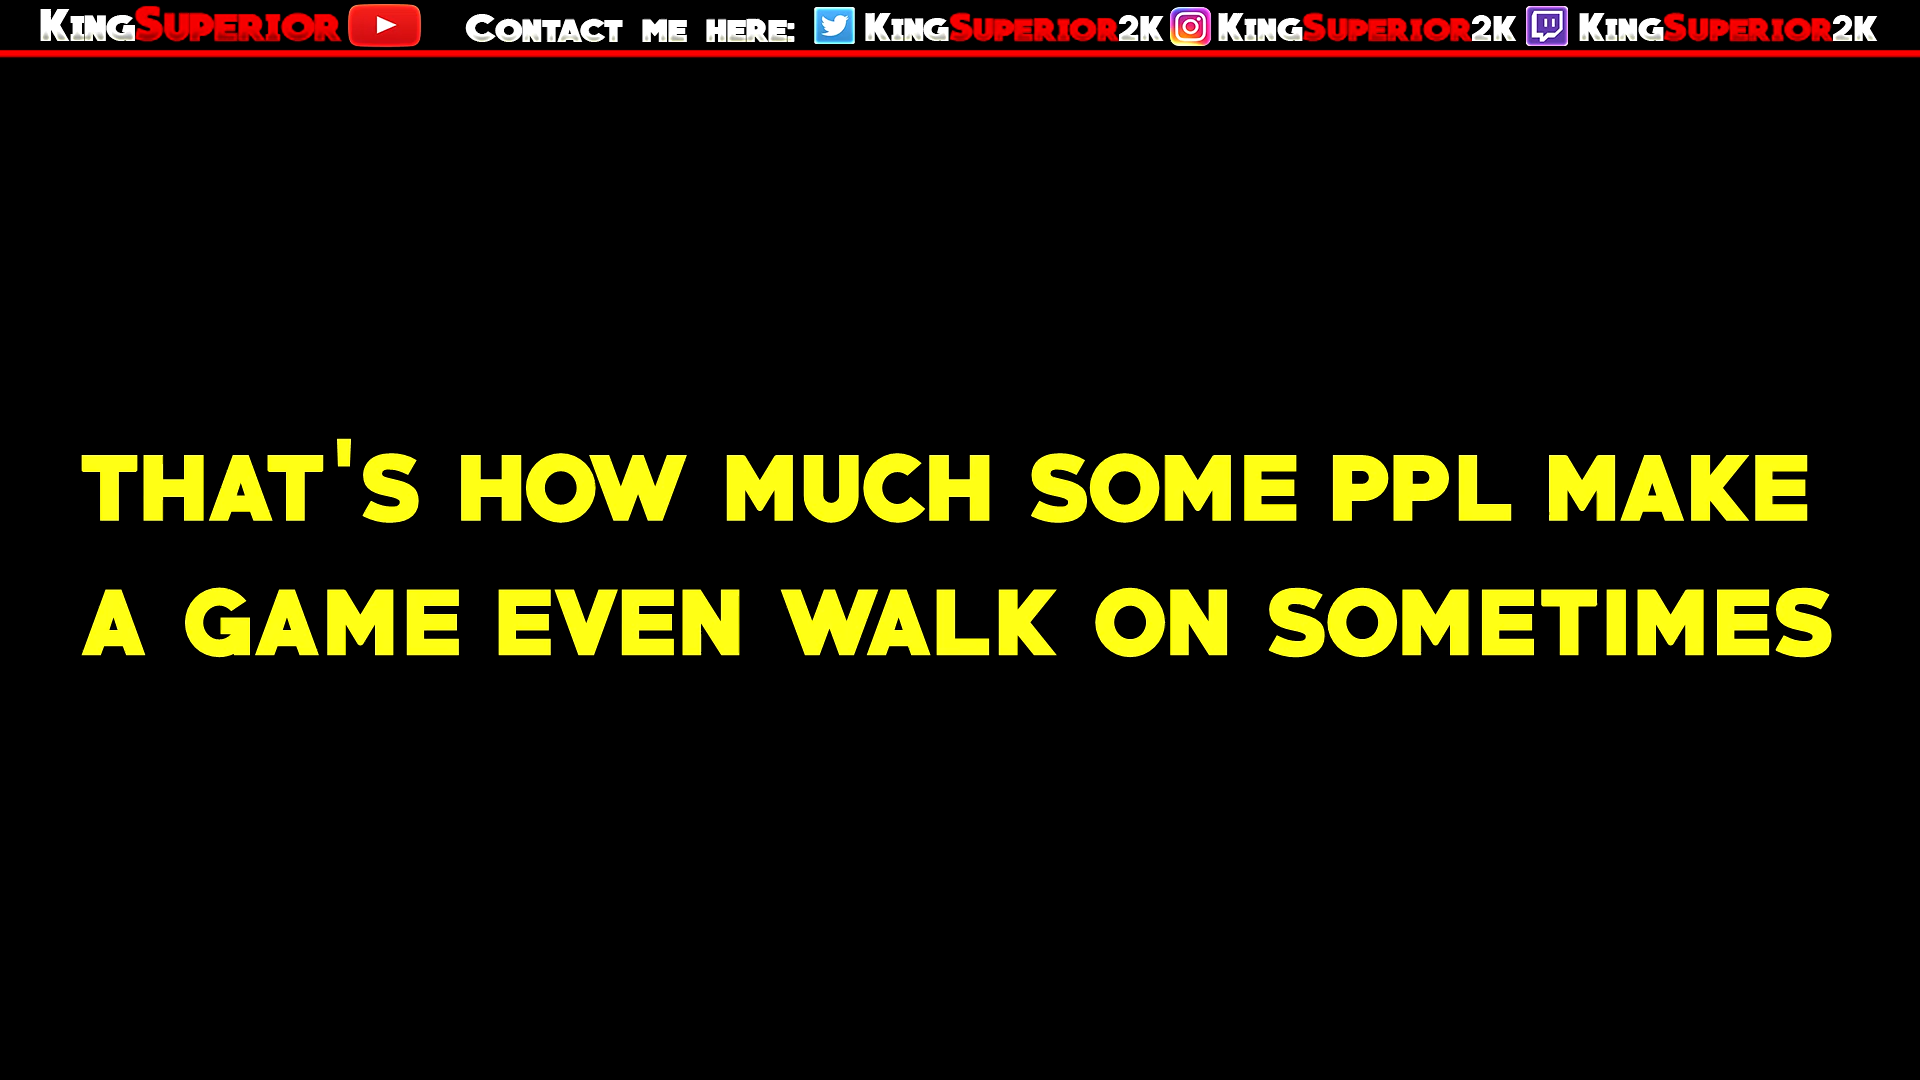 KingSuperior Contact me here: KingSuperior2K KingSuperior2K KingSuperior2K
THAT'S HOW MUCH SOME PPL MAKE
A GAME EVEN WALK ON SOMETIMES